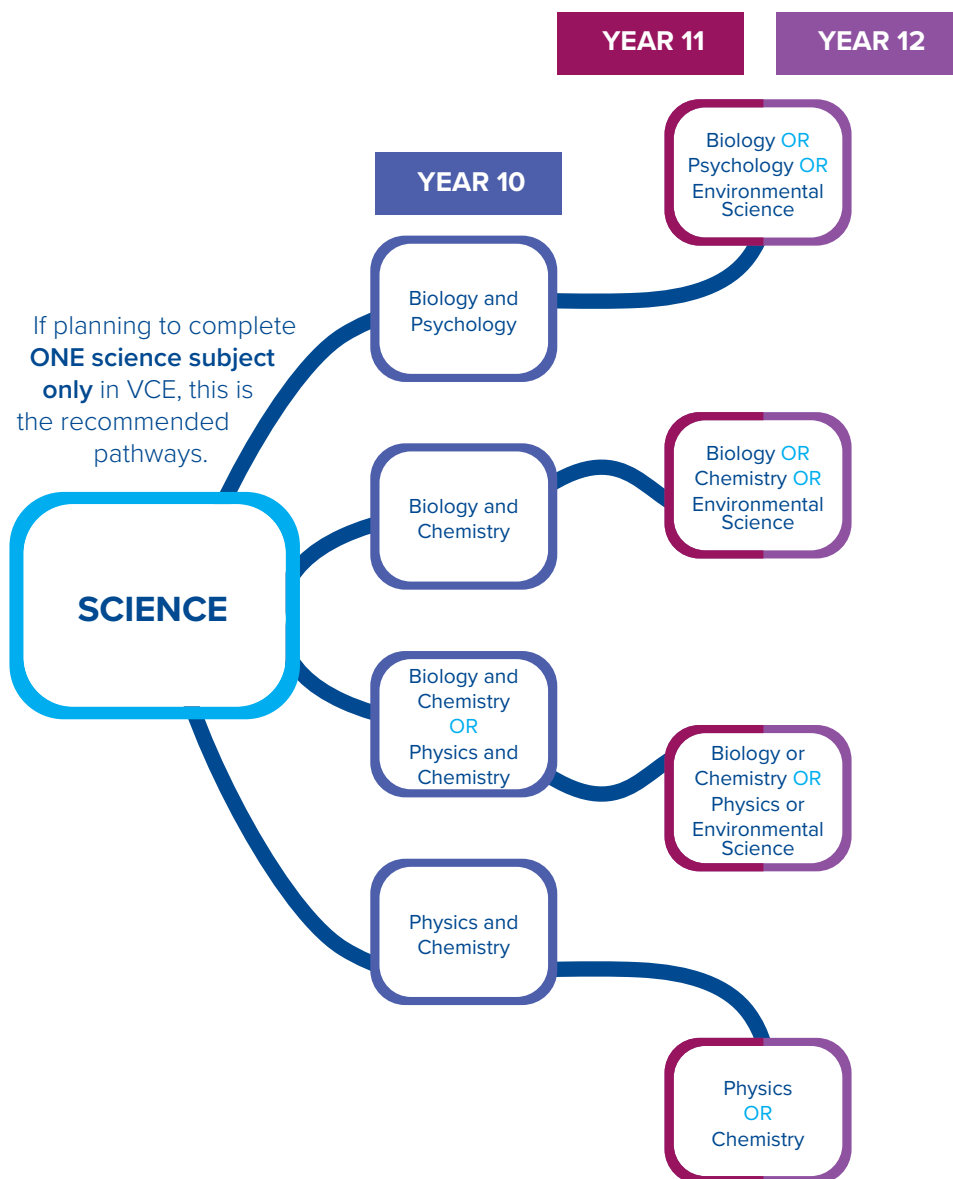 YEAR 11
YEAR 12
Biology OR
Psychology OR
Environmental
Science
YEAR 10
Biology and
Psychology
If planning to complete
ONE science subject
only in VCE, this is
the recommended
pathways.
Biology OR
Chemistry OR
Environmental
Science
Biology and
Chemistry
SCIENCE
Biology and
Chemistry
OR
Physics and
Chemistry
Biology or
Chemistry OR
Physics or
Environmental
Science
Physics and
Chemistry
Physics
OR
Chemistry